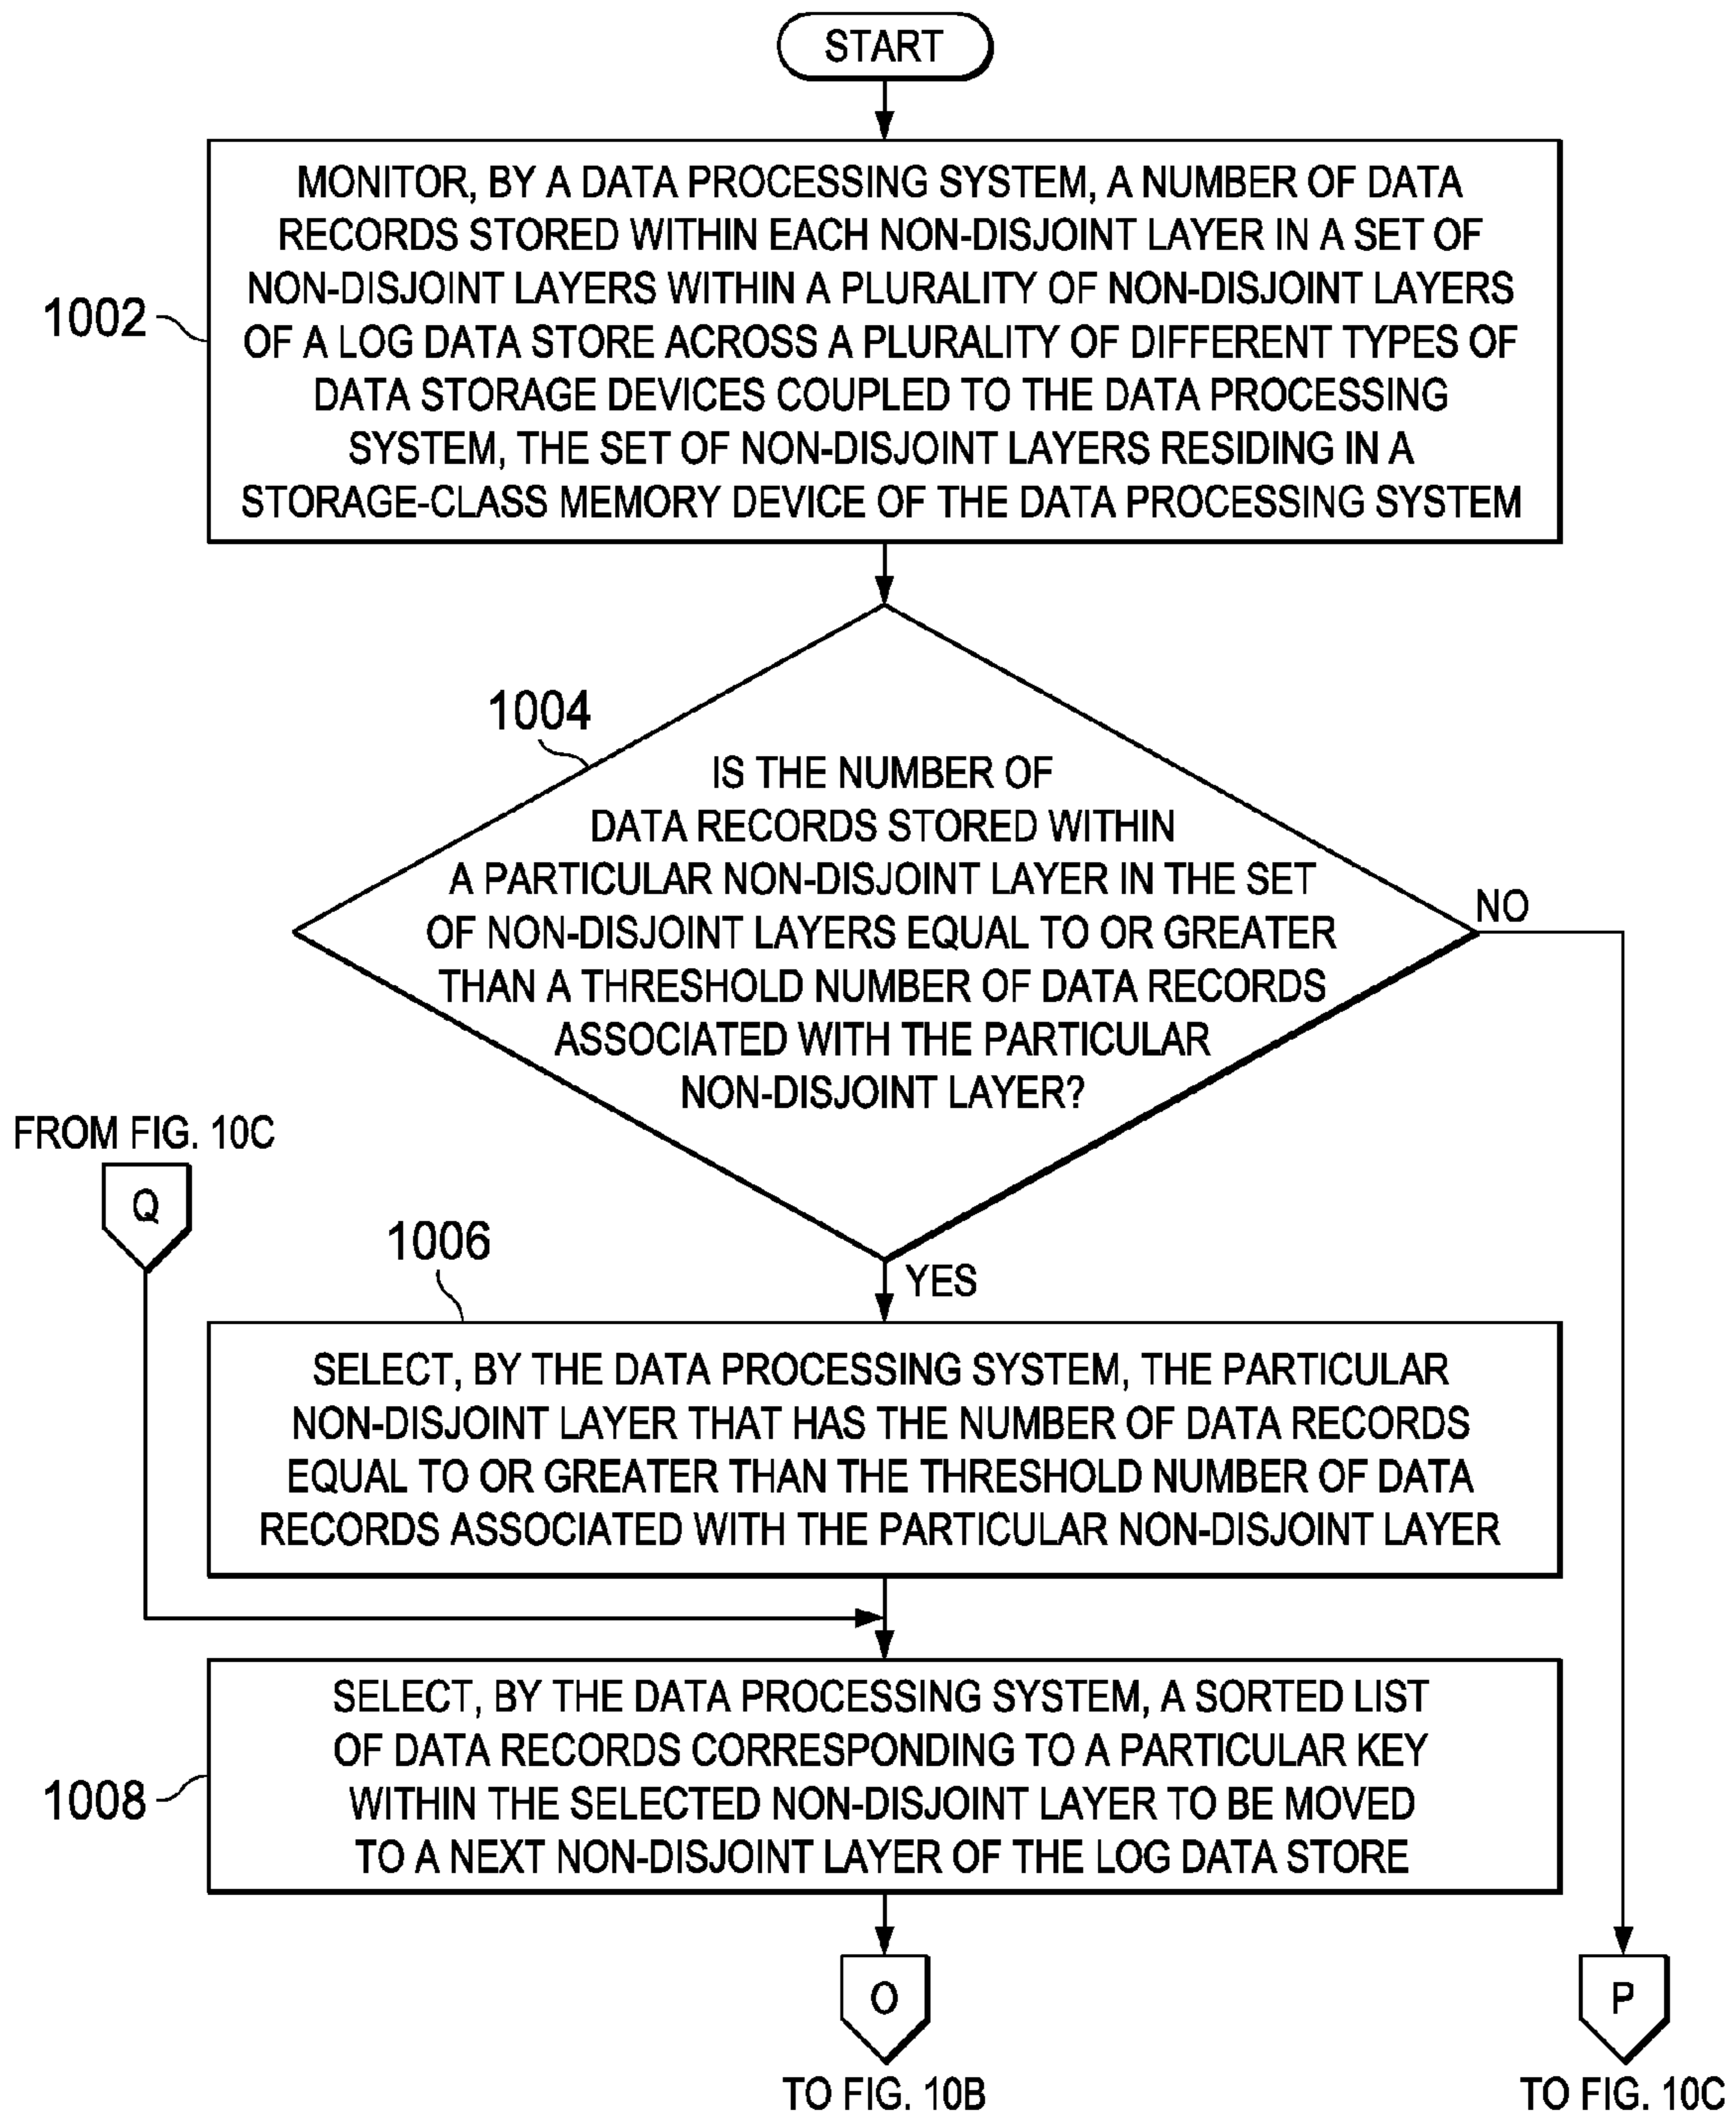 START
MONITOR, BY A DATA PROCESSING SYSTEM, A NUMBER OF DATA
RECORDS STORED WITHIN EACH NON-DISJOINT LAYER IN A SET OF
NON-DISJOINT LAYERS WITHIN A PLURALITY OF NON-DISJOINT LAYERS
OF A LOG DATA STORE ACROSS A PLURALITY OF DIFFERENT TYPES OF
DATA STORAGE DEVICES COUPLED TO THE DATA PROCESSING
SYSTEM, THE SET OF NON-DISJOINT LAYERS RESIDING IN A
STORAGE-CLASS MEMORY DEVICE OF THE DATA PROCESSING SYSTEM
1002
1004
IS THE NUMBER OF
DATA RECORDS STORED WITHIN
A PARTICULAR NON-DISJOINT LAYER IN THE SET
OF NON-DISJOINT LAYERS EQUAL TO OR GREATER
THAN A THRESHOLD NUMBER OF DATA RECORDS
ASSOCIATED WITH THE PARTICULAR
NON-DISJOINT LAYER?
NO
FROM FIG. 10C
Q
YES
1006
SELECT, BY THE DATA PROCESSING SYSTEM, THE PARTICULAR
NON-DISJOINT LAYER THAT HAS THE NUMBER OF DATA RECORDS
EQUAL TO OR GREATER THAN THE THRESHOLD NUMBER OF DATA
RECORDS ASSOCIATED WITH THE PARTICULAR NON-DISJOINT LAYER
SELECT, BY THE DATA PROCESSING SYSTEM, A SORTED LIST
OF DATA RECORDS CORRESPONDING TO A PARTICULAR KEY
WITHIN THE SELECTED NON-DISJOINT LAYER TO BE MOVED
TO A NEXT NON-DISJOINT LAYER OF THE LOG DATA STORE
1008
O
TO FIG. 10B
P
TO FIG. 10C